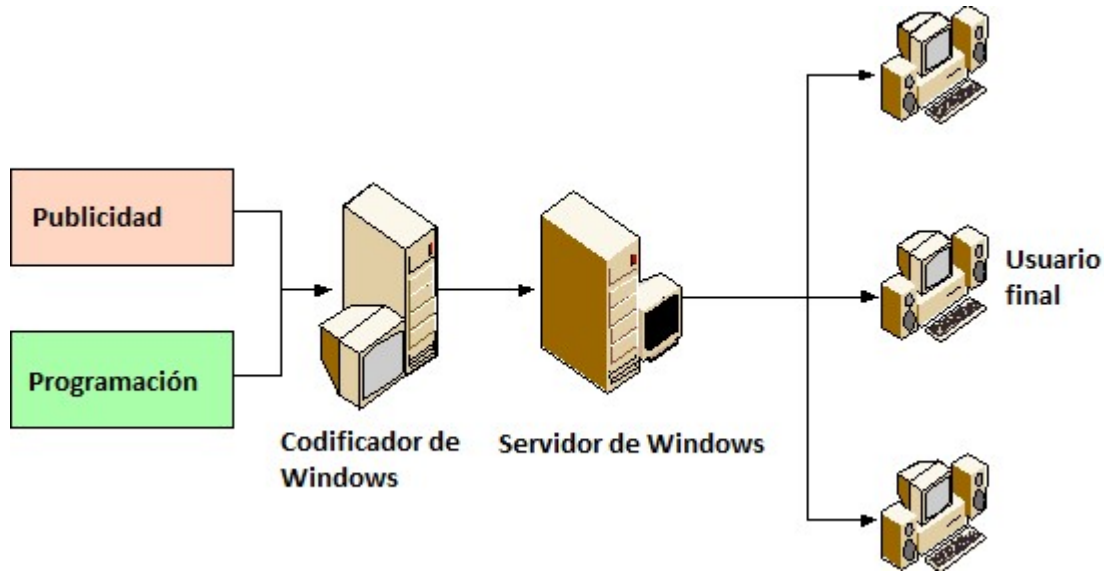 Publicidad
Programación
Codificador de
Windows
Servidor de Windows
Usuario
final